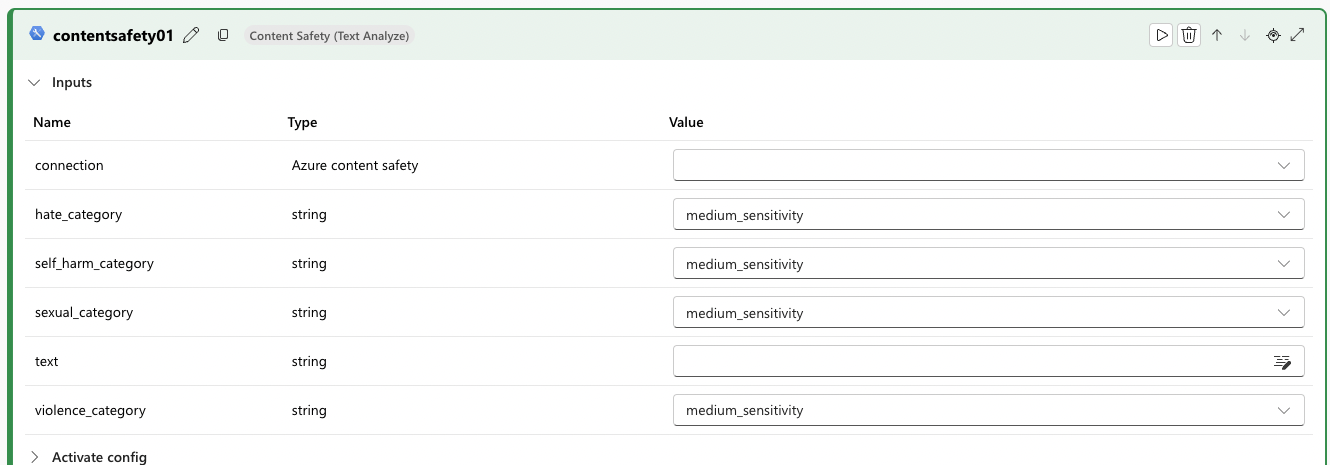 contentsafety01 Content Safety (Text Analyze)
Inputs
Name Type Value
connection Azure content safety
hate_category string medium_sensitivity
self_harm_category string medium_sensitivity
sexual_category string medium_sensitivity
text string
violence_category string medium_sensitivity
Activate config